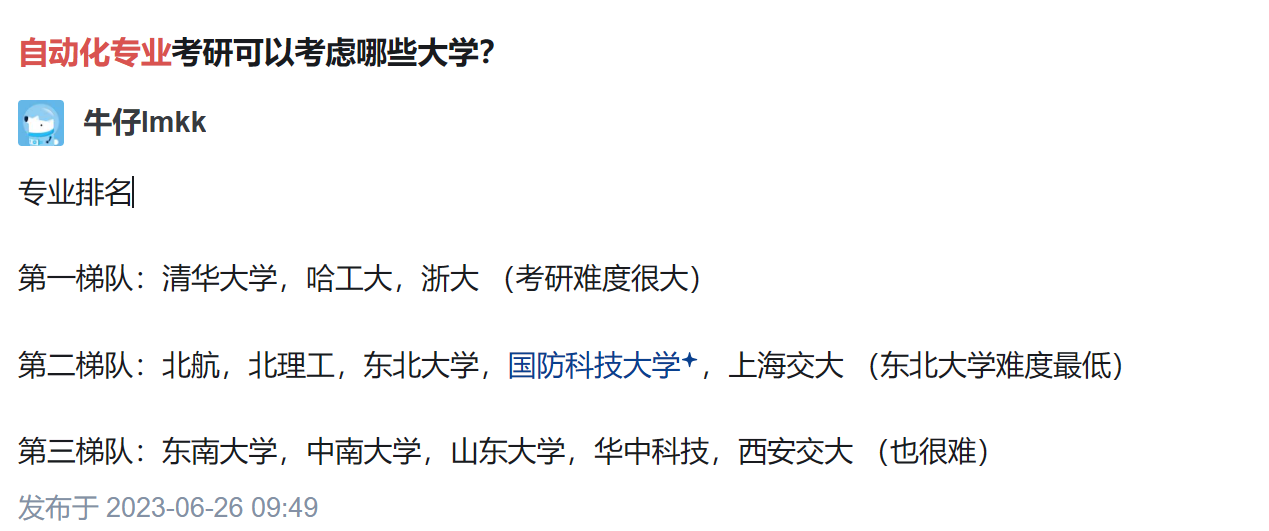 自动化专业考研可以考虑哪些大学？
牛仔lmkk
专业排名
第一梯队：清华大学，哈工大，浙大 （考研难度很大）
第二梯队：北航，北理工，东北大学，国防科技大学，上海交大 （东北大学难度最低）
第三梯队：东南大学，中南大学，山东大学，华中科技，西安交大 （也很难）
发布于 2023-06-26 09:49